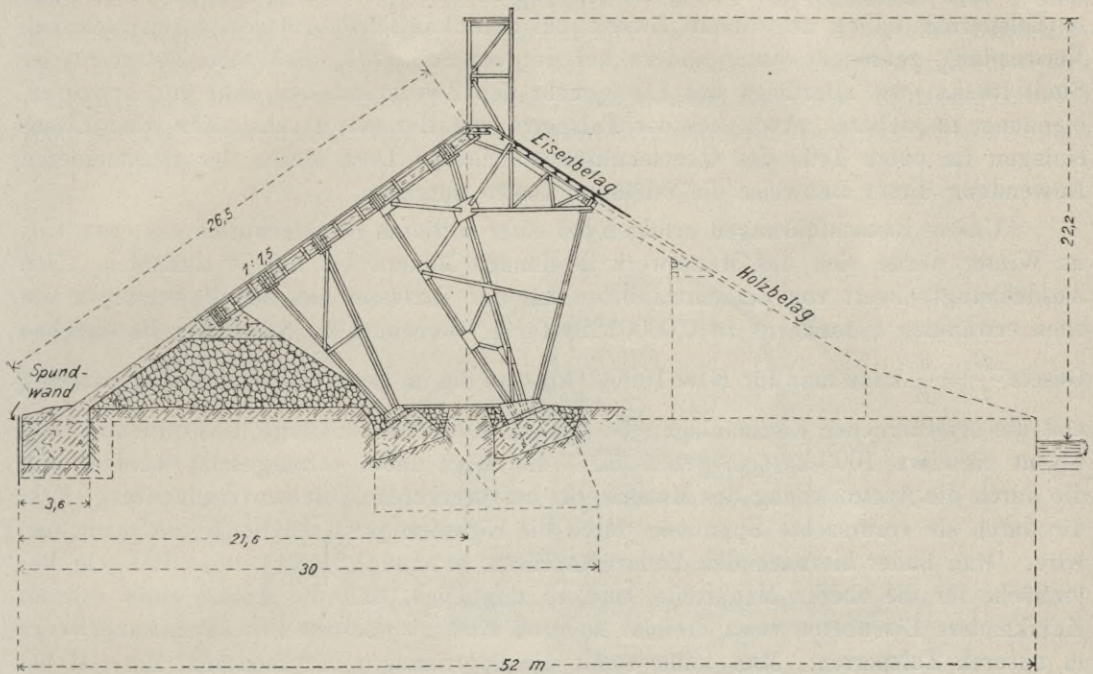 Eisenbelag
26,5
22,2
1:1,5
Holzbelag
Spund-
wand
3,6
21,6
30
52 m